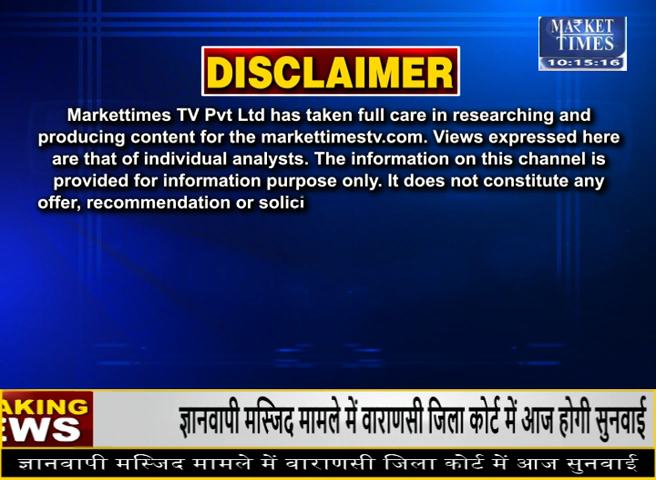 MARKET
TIMES
10:15:16
DISCLAIMER
Markettimes TV Pvt Ltd has taken full care in researching and
producing content for the markettimestv.com. Views expressed here
are that of individual analysts. The information on this channel is
provided for information purpose only. It does not constitute any
offer, recommendation or solici
AKING
EWS
ज्ञानवापी मस्जिद मामले में वाराणसी जिला कोर्ट में आज होगी सुनवाई
ज्ञानवापी मस्जिद मामले में वाराणसी जिला कोर्ट में आज सुनवाई